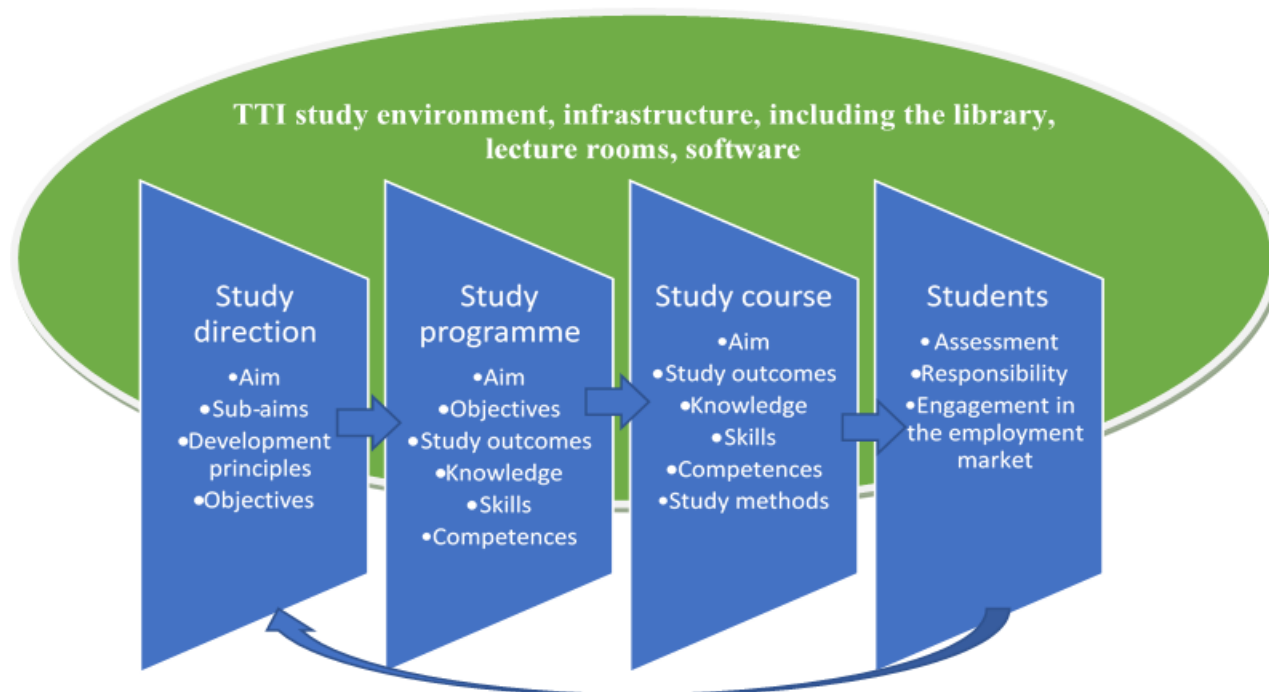 TTI study environment, infrastructure, including the library,
lecture rooms, software
Study
direction
•Aim
•Sub-aims
•Development
principles
•Objectives
Study
programme
•Aim
•Objectives
•Study outcomes
•Knowledge
•Skills
•Competences
Study course
•Aim
•Study outcomes
•Knowledge
•Skills
•Competences
•Study methods
Students
•Assessment
•Responsibility
•Engagement in
the employment
market